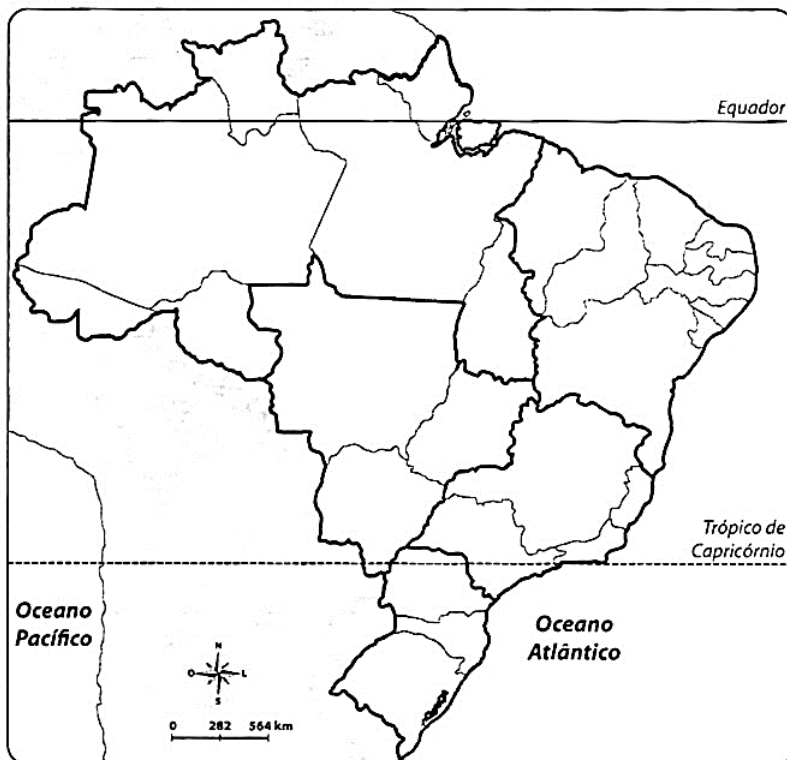 Equador
Trópico de
Capricórnio
Oceano
Pacífico
Oceano
Atlântico
N
O L
S
0 282 564 km